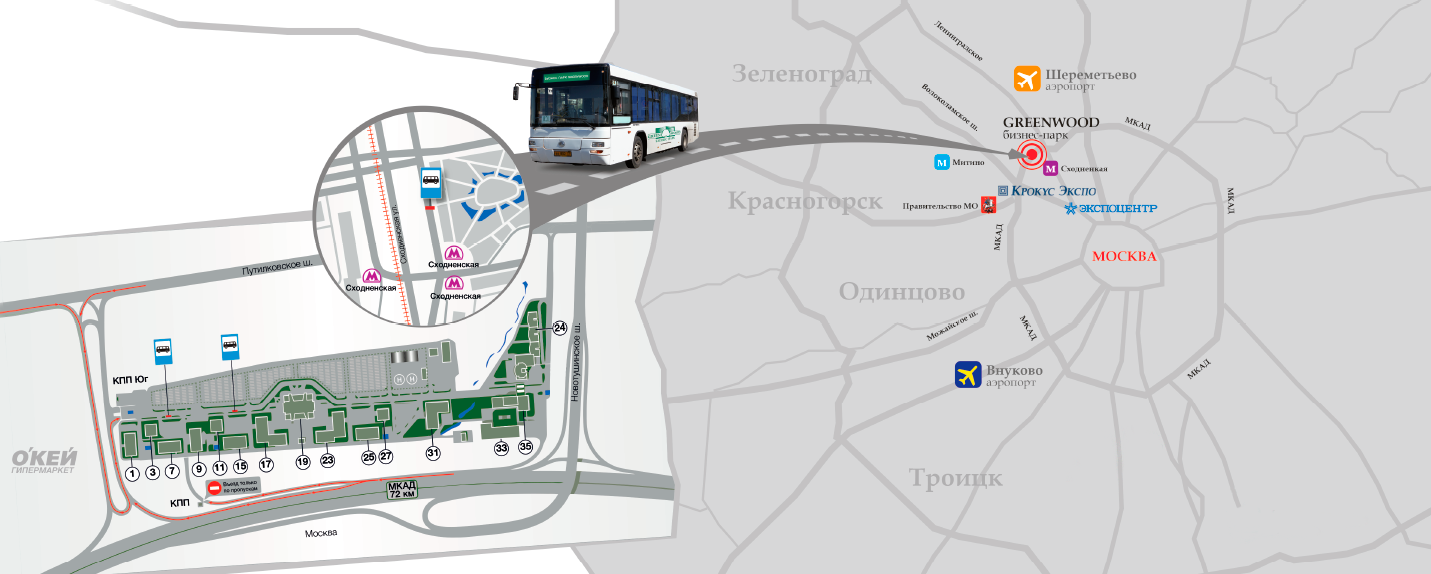 Ленинградское
Зеленоград
Шереметьево
аэропорт
Волоколамское ш.
GREENWOOD
бизнес-парк
МКАД
Митино
Сходненская
КРОКУС ЭКСПО
Красногорск
Правительство МО
ЭКСПОЦЕНТР
МКАД
МКАД
МОСКВА
Одинцово
Можайское ш.
МКАД
МКАД
Внуково
аэропорт
Троицк
Сходненская ул.
Сходненская
Сходненская
Сходненская
Путилковское ш.
Новотушинское ш.
24
КПП Юг
Н Н
О'КЕЙ
ГИПЕРМАРКЕТ
1
3
7
9
11
15
17
19
23
25
27
31
33
35
Выезд только
по пропускам
КПП
МКАД
72 км
Москва